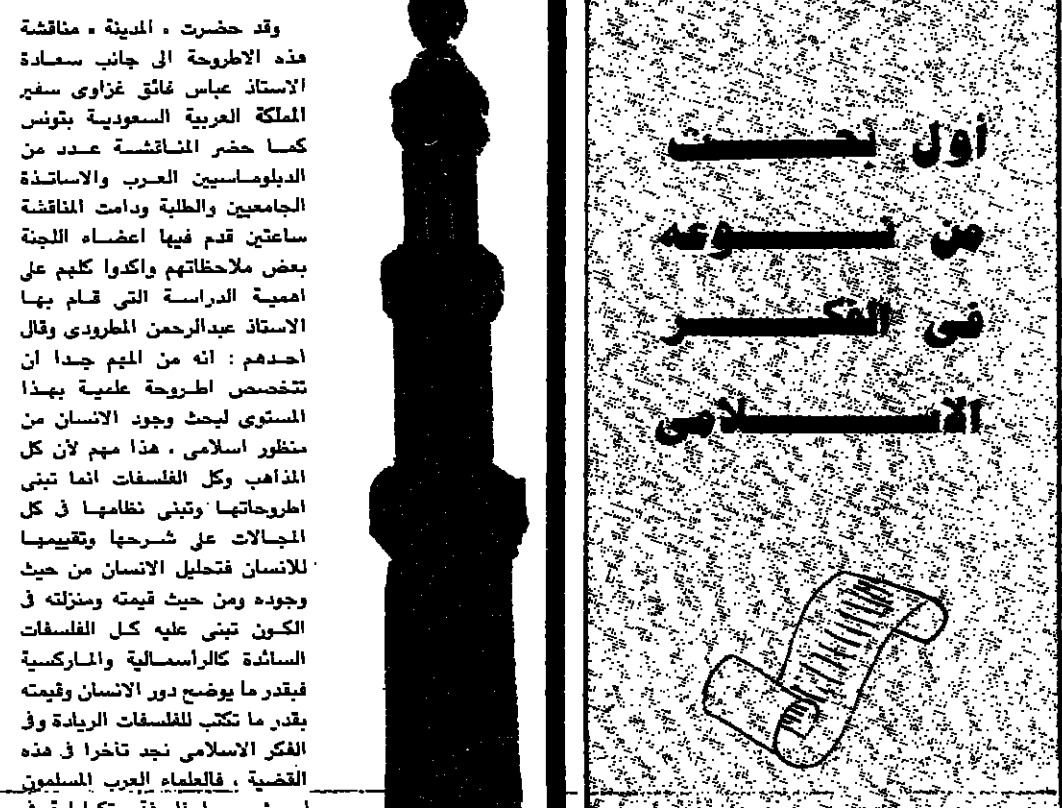 أول بحث
من نوعه
فى الفكر
الاسلامى
وقد حضرت « المدينة » مناقشة
هذه الاطروحة الى جانب سعادة
الاستاذ عباس فائق غزاوى سفير
المملكة العربية السعودية بتونس
كما حضر المناقشة عدد من
الدبلوماسيين العرب والاساتذة
الجامعيين والطلبة ودامت المناقشة
ساعتين قدم فيها اعضاء اللجنة
بعض ملاحظاتهم واكدوا كلهم على
اهمية الدراسة التى قام بها
الاستاذ عبدالرحمن المطرودى وقال
احدهم : انه من المهم جدا ان
تتخصص اطروحة علمية بهذا
المستوى لبحث وجود الانسان من
منظور اسلامى ، هذا مهم لأن كل
المذاهب وكل الفلسفات انما تبنى
اطروحاتها وتبنى نظامها فى كل
المجالات على شرحها وتقييمها
للانسان فتحليل الانسان من حيث
وجوده ومن حيث قيمته ومنزلته فى
الكون تبنى عليه كل الفلسفات
السائدة كالرأسمالية والماركسية
فبقدر ما يوضح دور الانسان وقيمته
بقدر ما تكتب للفلسفات الريادة وفى
الفكر الاسلامى نجد تاخرا فى هذه
القضية ، فالعلماء العرب المسلمون